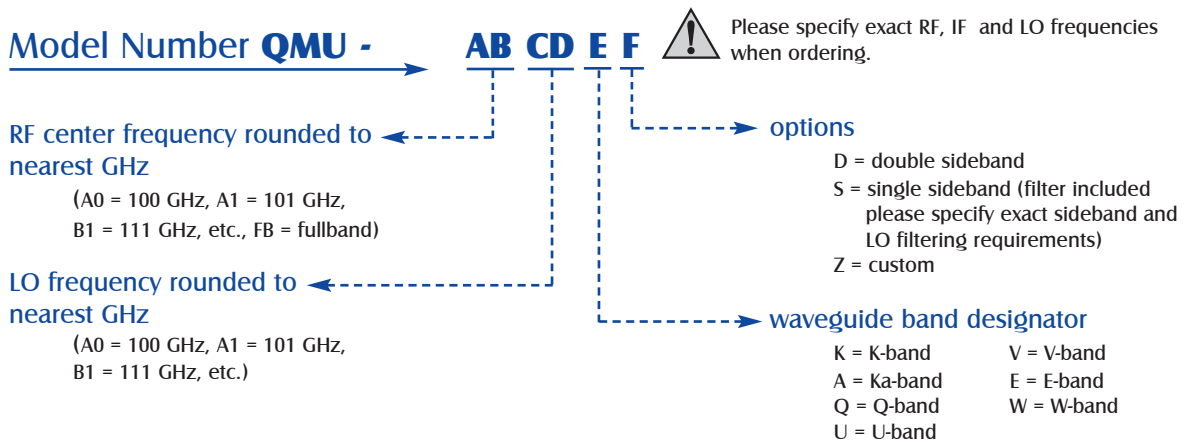 Model Number QMU - AB CD E F
Please specify exact RF, IF and LO frequencies
when ordering.
RF center frequency rounded to
nearest GHz
(A0 = 100 GHz, A1 = 101 GHz,
B1 = 111 GHz, etc., FB = fullband)
LO frequency rounded to
nearest GHz
(A0 = 100 GHz, A1 = 101 GHz,
B1 = 111 GHz, etc.)
options
D = double sideband
S = single sideband (filter included
please specify exact sideband and
LO filtering requirements)
Z = custom
waveguide band designator
K = K-band V = V-band
A = Ka-band E = E-band
Q = Q-band W = W-band
U = U-band